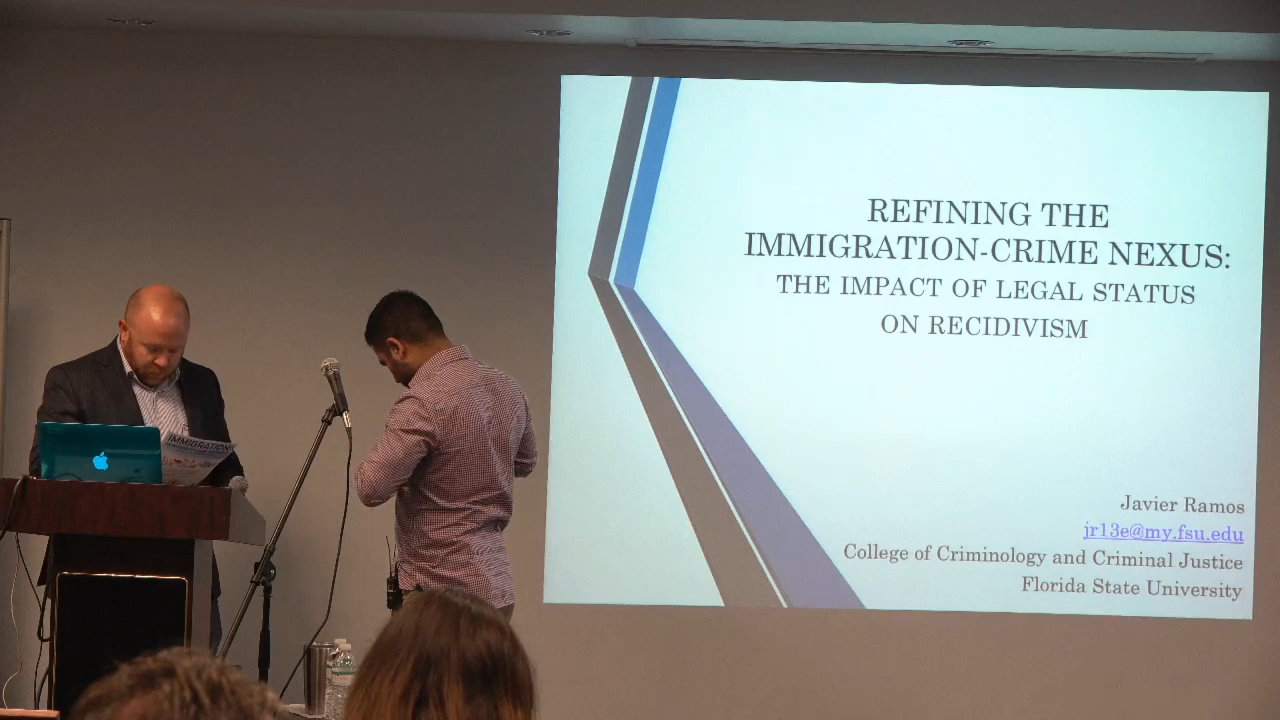 REFINING THE
IMMIGRATION-CRIME NEXUS:
THE IMPACT OF LEGAL STATUS
ON RECIDIVISM
Javier Ramos
jr13e@my.fsu.edu
College of Criminology and Criminal Justice
Florida State University
IMMIGRATION